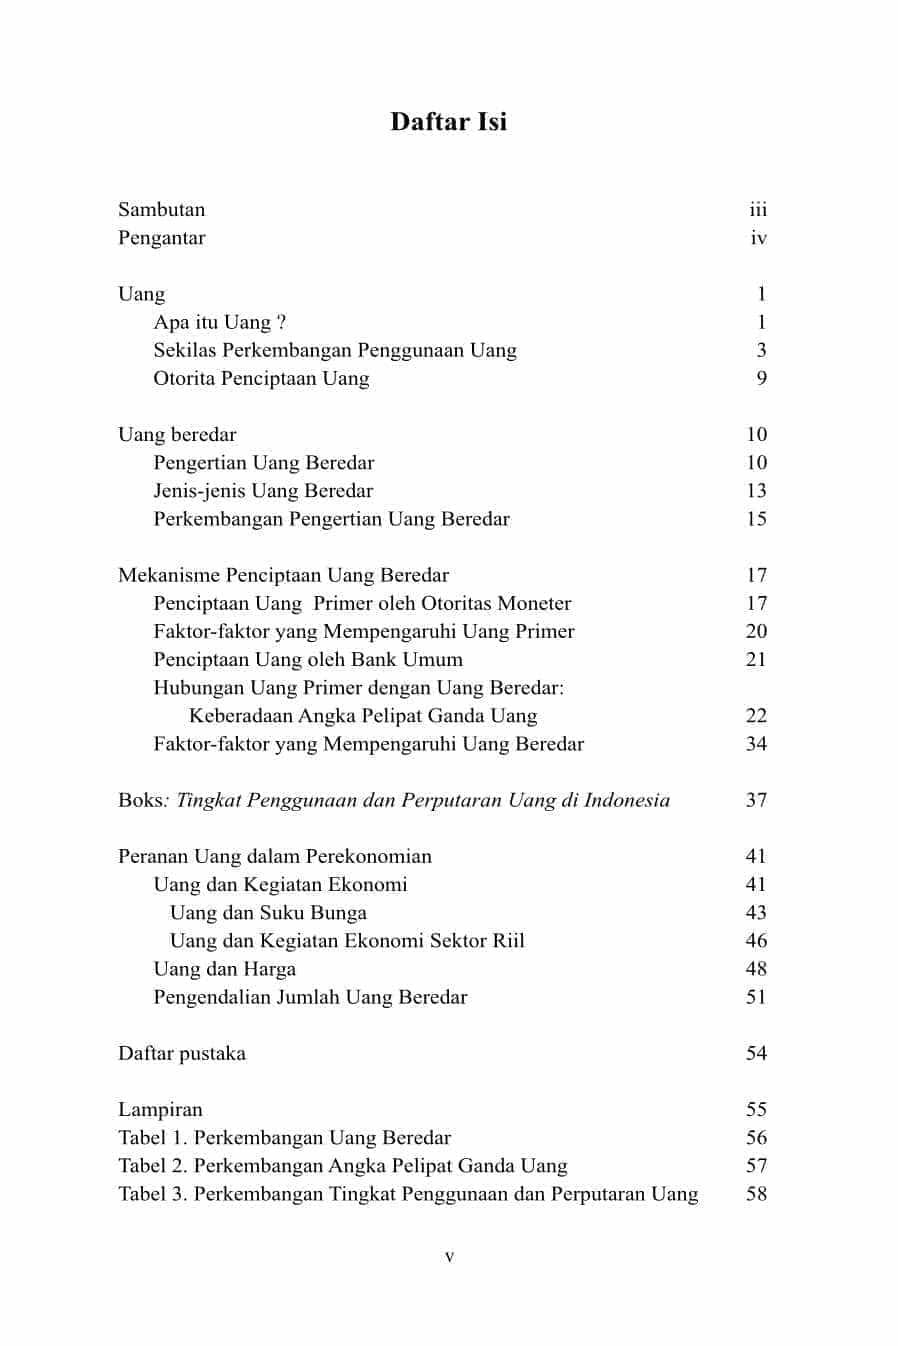 Daftar Isi
Sambutan iii
Pengantar iv
Uang 1
Apa itu Uang ? 1
Sekilas Perkembangan Penggunaan Uang 3
Otorita Penciptaan Uang 9
Uang beredar 10
Pengertian Uang Beredar 10
Jenis-jenis Uang Beredar 13
Perkembangan Pengertian Uang Beredar 15
Mekanisme Penciptaan Uang Beredar 17
Penciptaan Uang  Primer oleh Otoritas Moneter 17
Faktor-faktor yang Mempengaruhi Uang Primer 20
Penciptaan Uang oleh Bank Umum 21
Hubungan Uang Primer dengan Uang Beredar:
Keberadaan Angka Pelipat Ganda Uang 22
Faktor-faktor yang Mempengaruhi Uang Beredar 34
Boks: Tingkat Penggunaan dan Perputaran Uang di Indonesia 37
Peranan Uang dalam Perekonomian 41
Uang dan Kegiatan Ekonomi 41
Uang dan Suku Bunga 43
Uang dan Kegiatan Ekonomi Sektor Riil 46
Uang dan Harga 48
Pengendalian Jumlah Uang Beredar 51
Daftar pustaka 54
Lampiran 55
Tabel 1. Perkembangan Uang Beredar 56
Tabel 2. Perkembangan Angka Pelipat Ganda Uang 57
Tabel 3. Perkembangan Tingkat Penggunaan dan Perputaran Uang 58
v